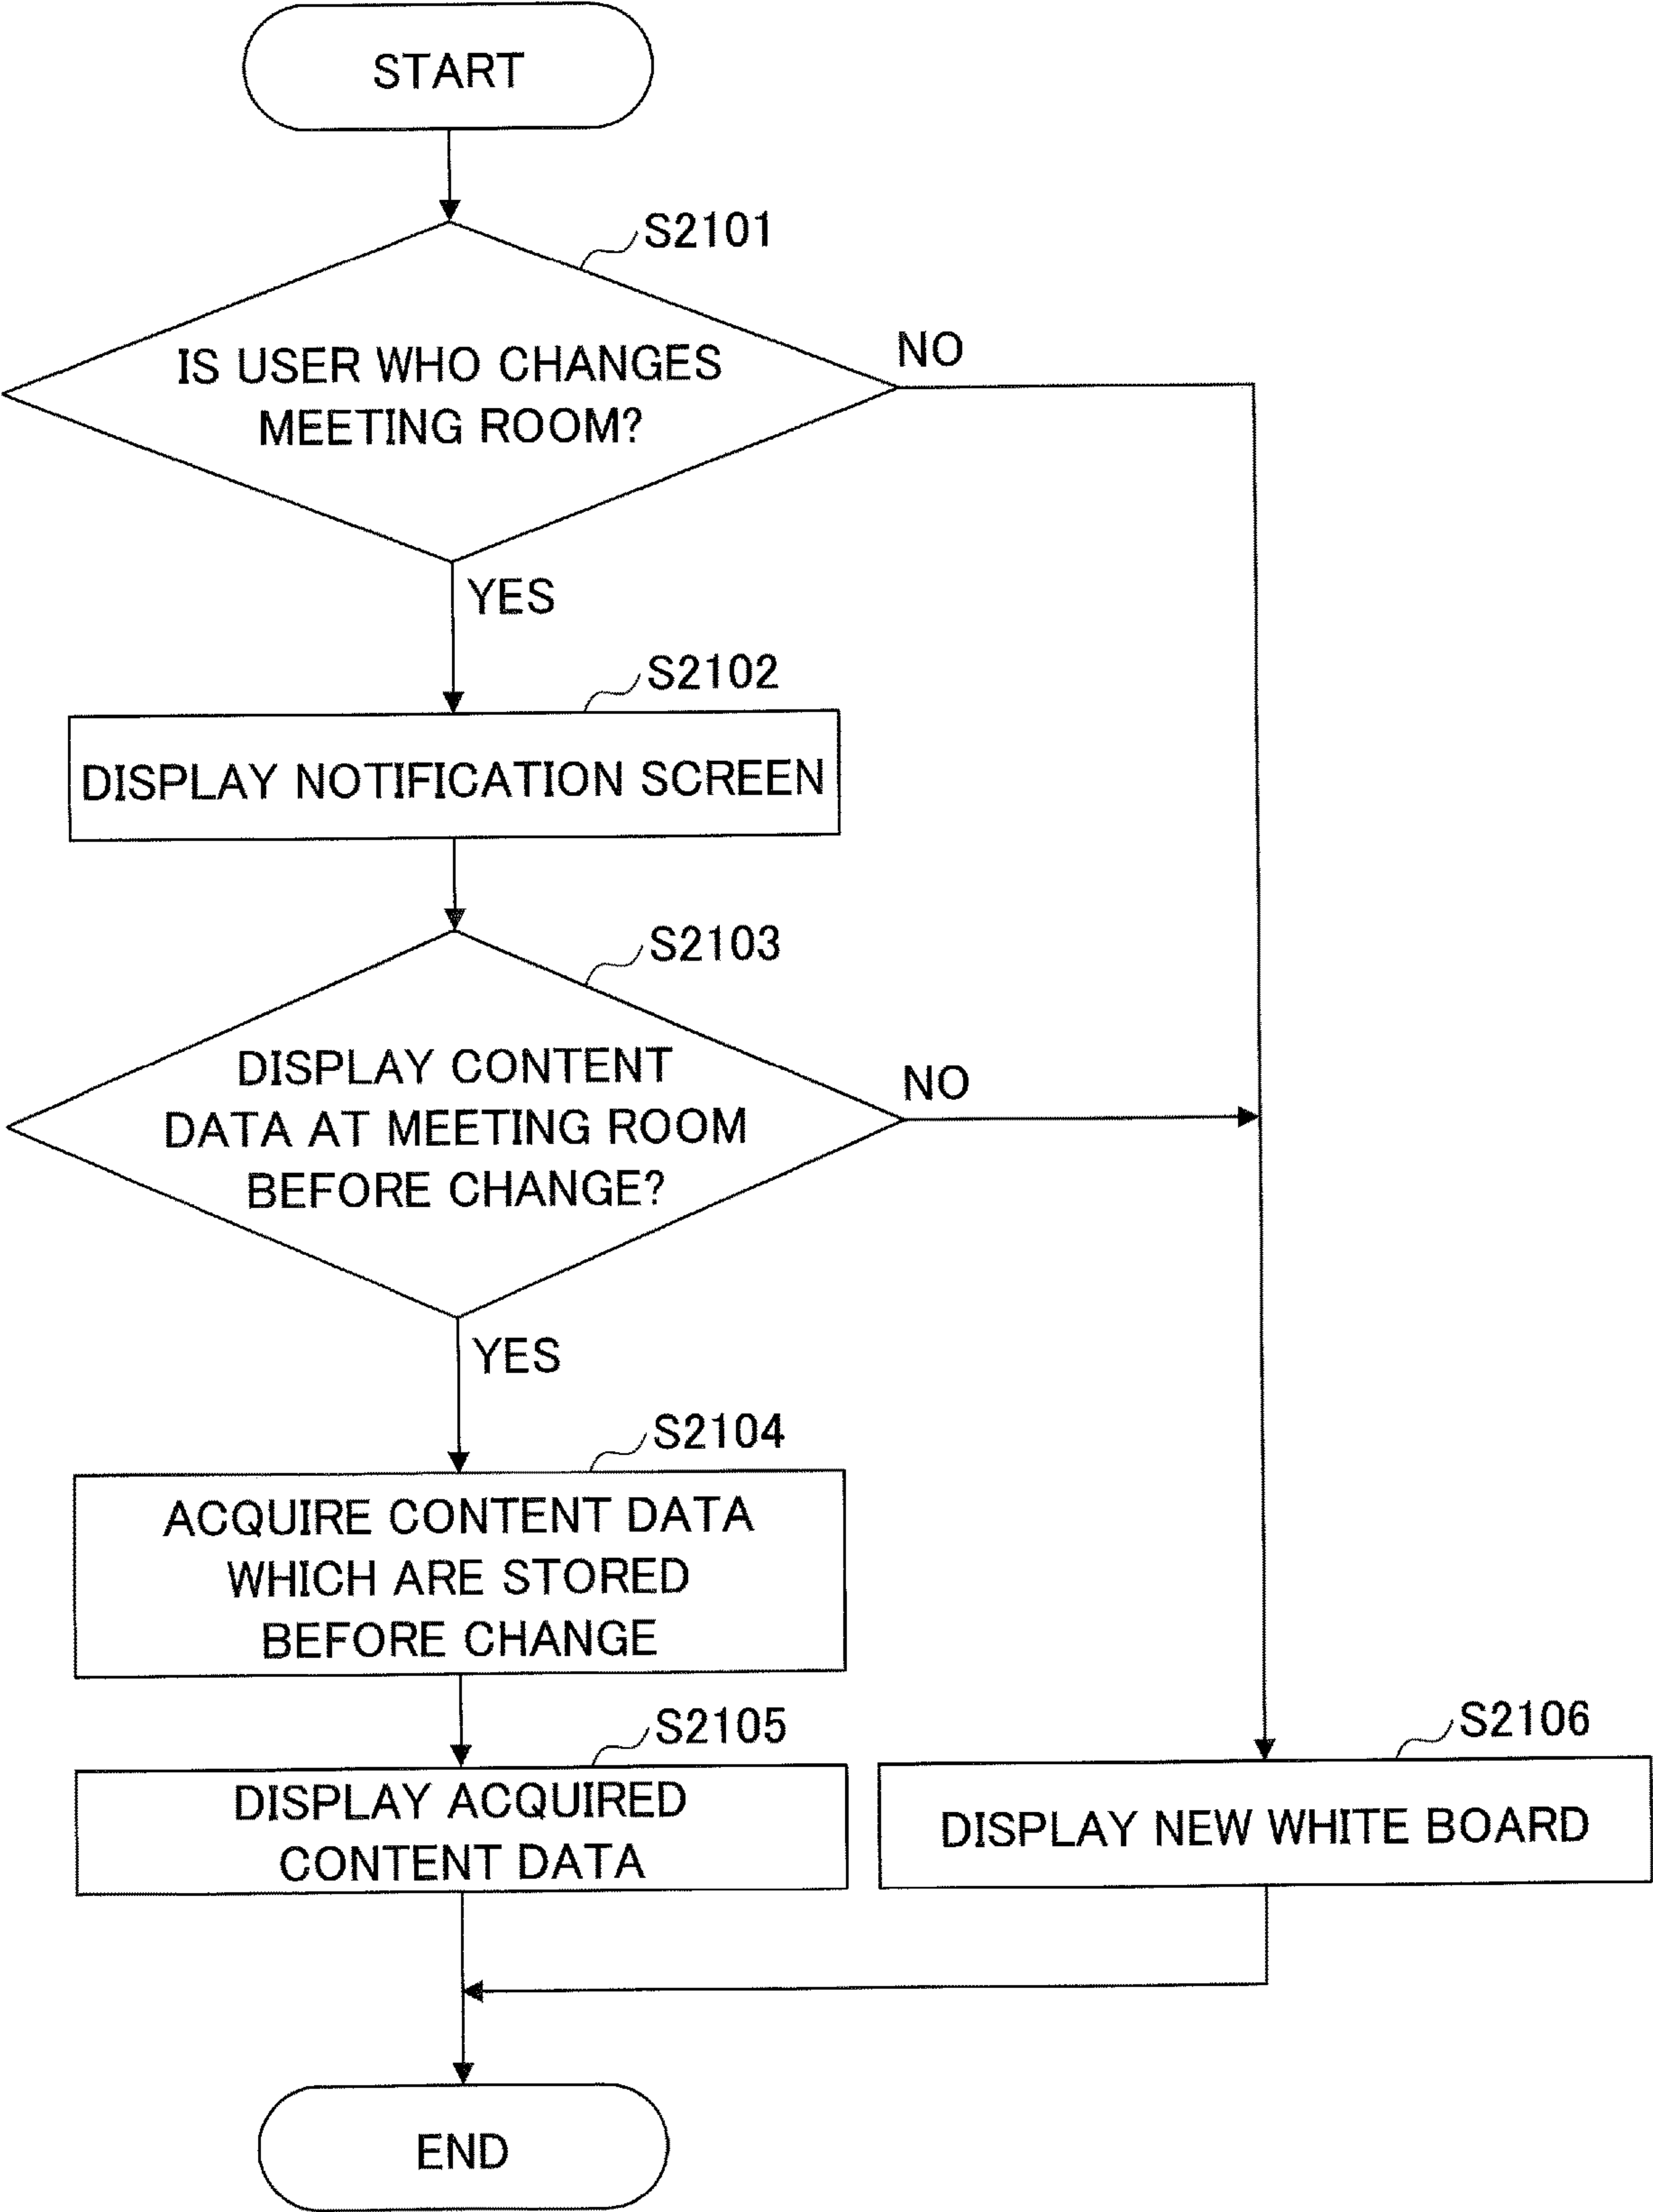 START
S2101
IS USER WHO CHANGES
MEETING ROOM?
NO
YES
S2102
DISPLAY NOTIFICATION SCREEN
S2103
DISPLAY CONTENT
DATA AT MEETING ROOM
BEFORE CHANGE?
NO
YES
S2104
ACQUIRE CONTENT DATA
WHICH ARE STORED
BEFORE CHANGE
S2105
DISPLAY ACQUIRED
CONTENT DATA
S2106
DISPLAY NEW WHITE BOARD
END